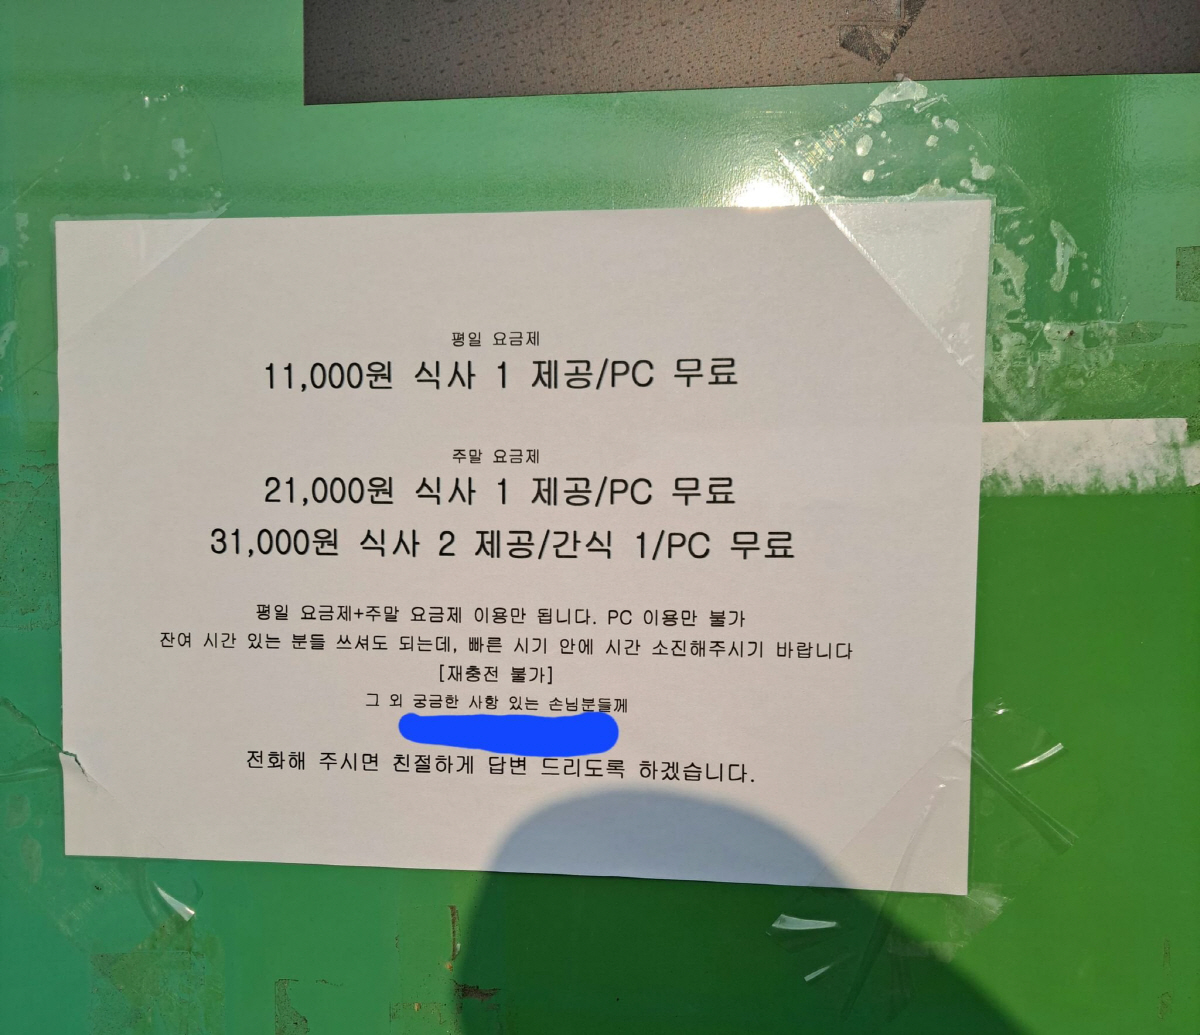 평일 요금제
11,000원 식사 1 제공/PC 무료
주말 요금제
21,000원 식사 1 제공/PC 무료
31,000원 식사 2 제공/간식 1/PC 무료
평일 요금제+주말 요금제 이용만 됩니다. PC 이용만 불가
잔여 시간 있는 분들 쓰셔도 되는데, 빠른 시기 안에 시간 소진해주시기 바랍니다
[재충전 불가]
그 외 궁금한 사항 있는 손님분들께
전화해 주시면 친절하게 답변 드리도록 하겠습니다.